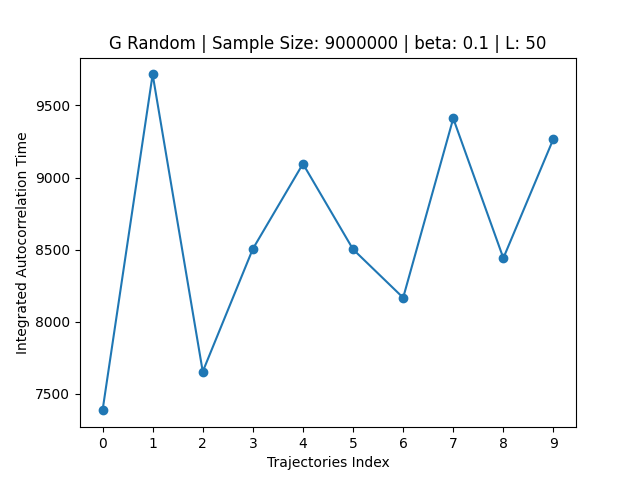 G Random | Sample Size: 9000000 | beta: 0.1 | L: 50
Integrated Autocorrelation Time
9500
9000
8500
8000
7500
0 1 2 3 4 5 6 7 8 9
Trajectories Index